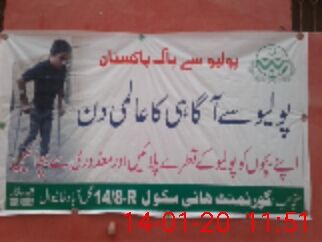 پولیو سے پاک پاکستان
پولیو سے آگاہی کا عالمی دن
اپنے بچوں کو پولیو کے قطرے پلائیں اور معذوری سے بچائیں
گورنمنٹ ہائی سکول 14/8-R
14-01-20 11:51